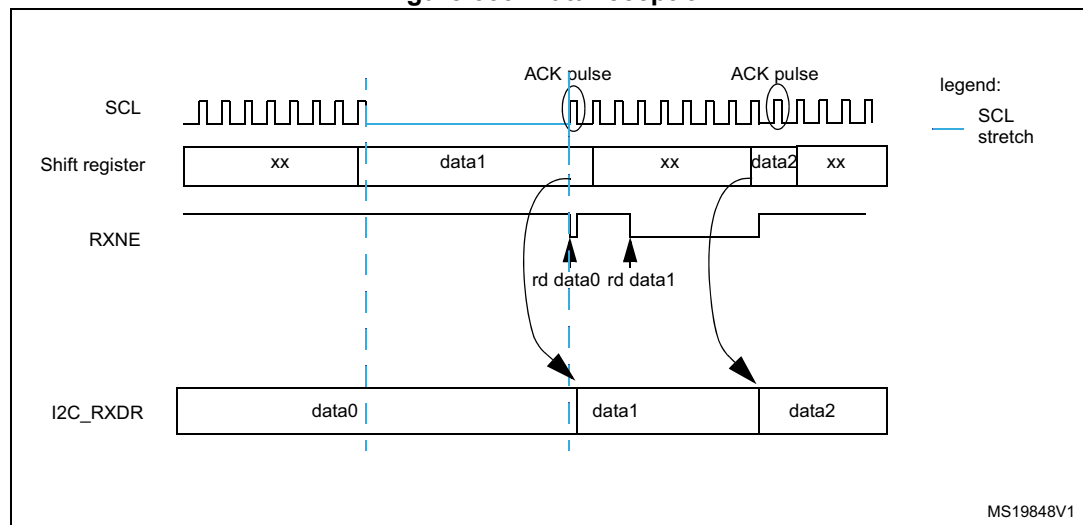 ACK pulse ACK pulse
legend:
SCL
SCL
stretch
Shift register xx data1 xx data2 xx
RXNE
rd data0 rd data1
I2C_RXDR data0 data1 data2
MS19848V1